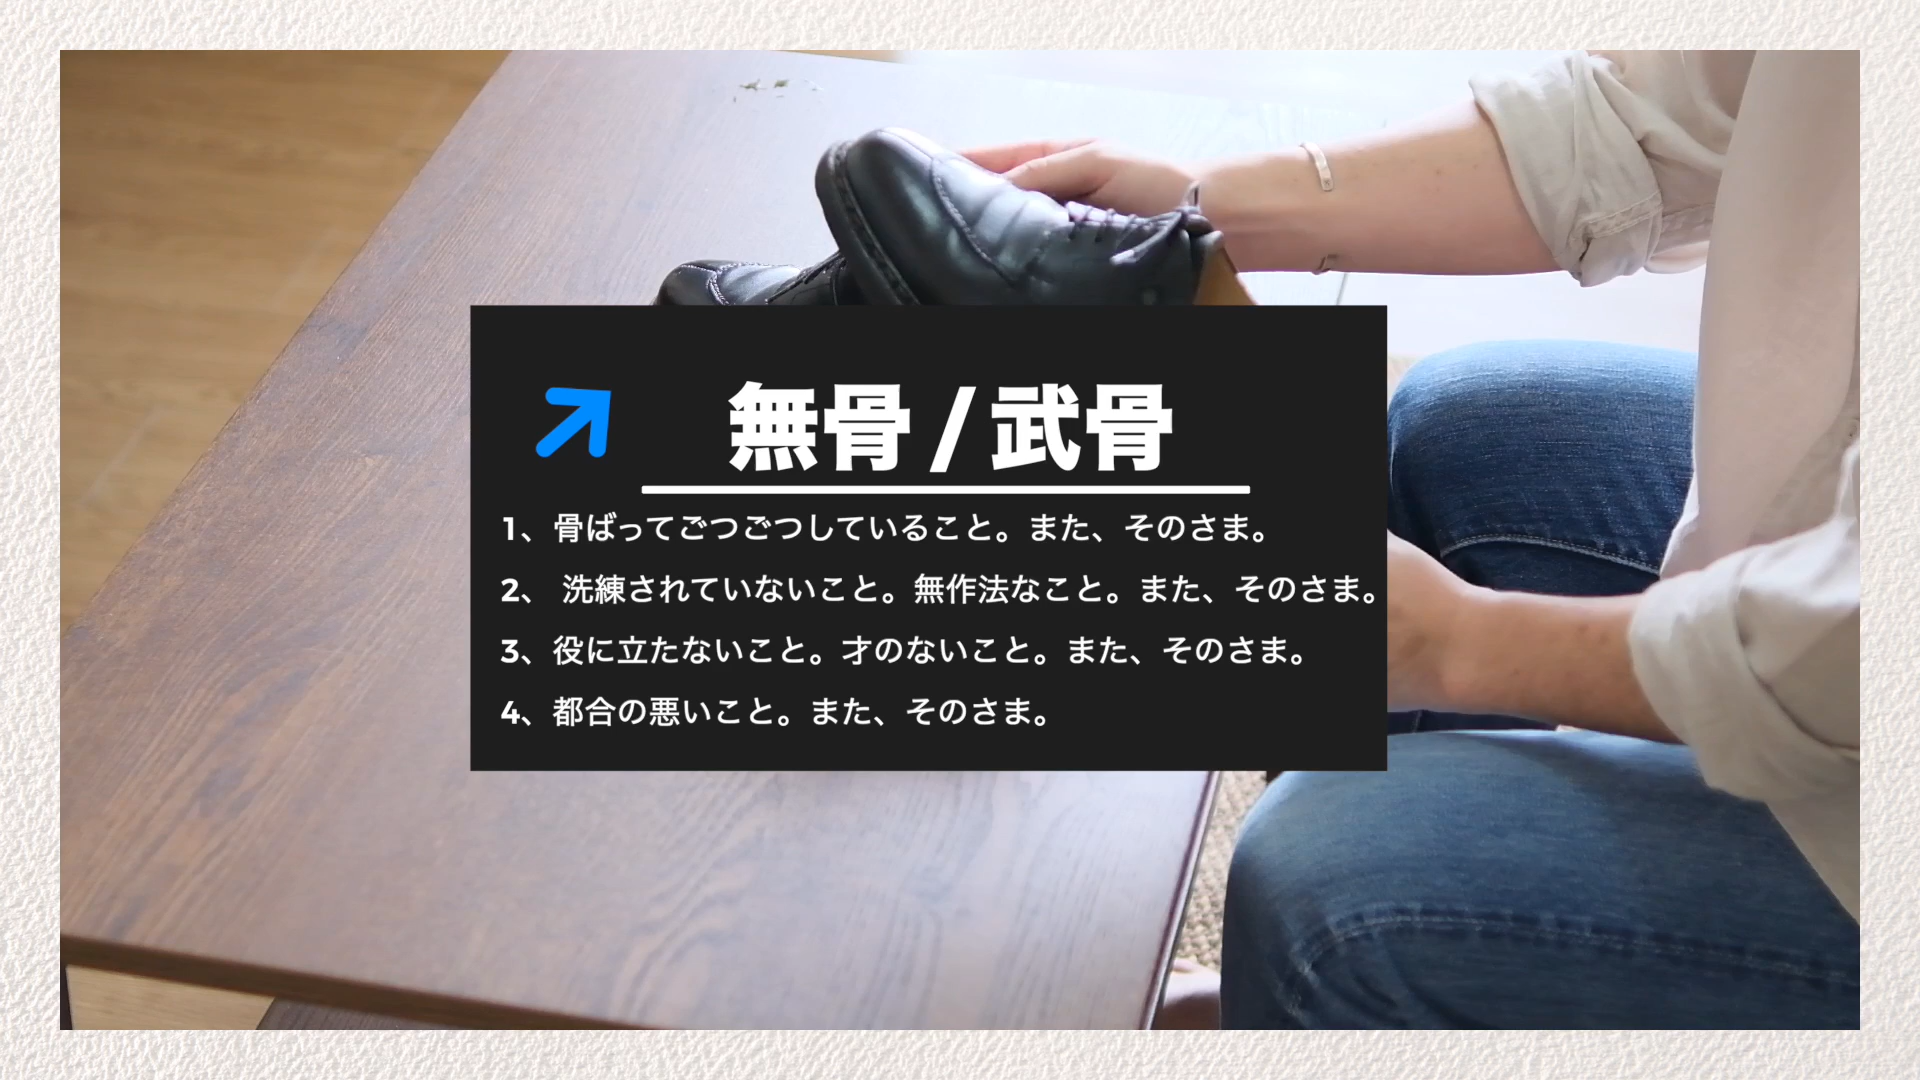 無骨/武骨
1、骨ばってごつごつしていること。また、そのさま。
2、 洗練されていないこと。無作法なこと。また、そのさま。
3、役に立たないこと。才のないこと。また、そのさま。
4、都合の悪いこと。また、そのさま。